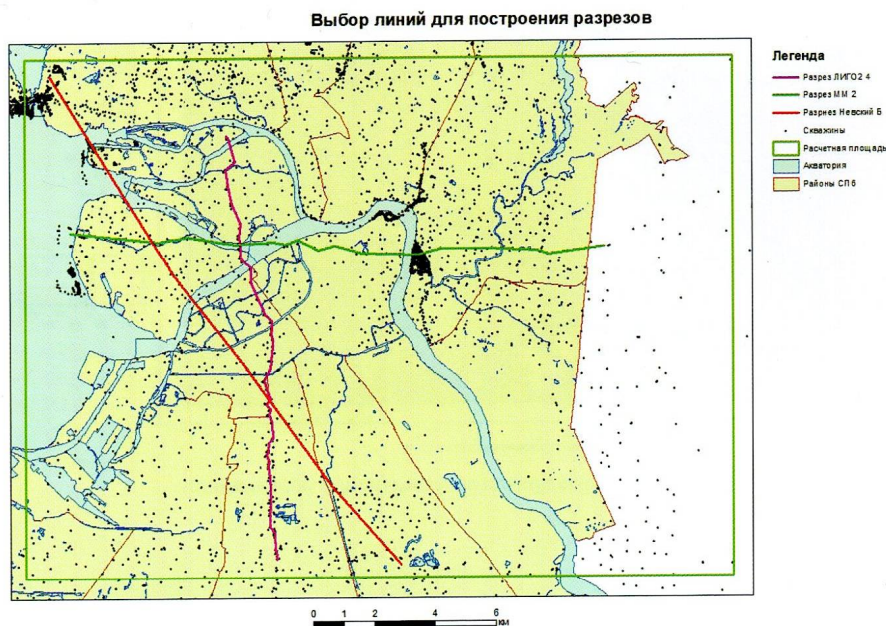 Выбор линий для построения разрезов
Легенда
Разрез ЛИГО2 4
Разрез ММ 2
Разрнез Невский Б.
Скважины
Расчетная площадь
Акватория
Районы СПб
0 1 2 4 6
км